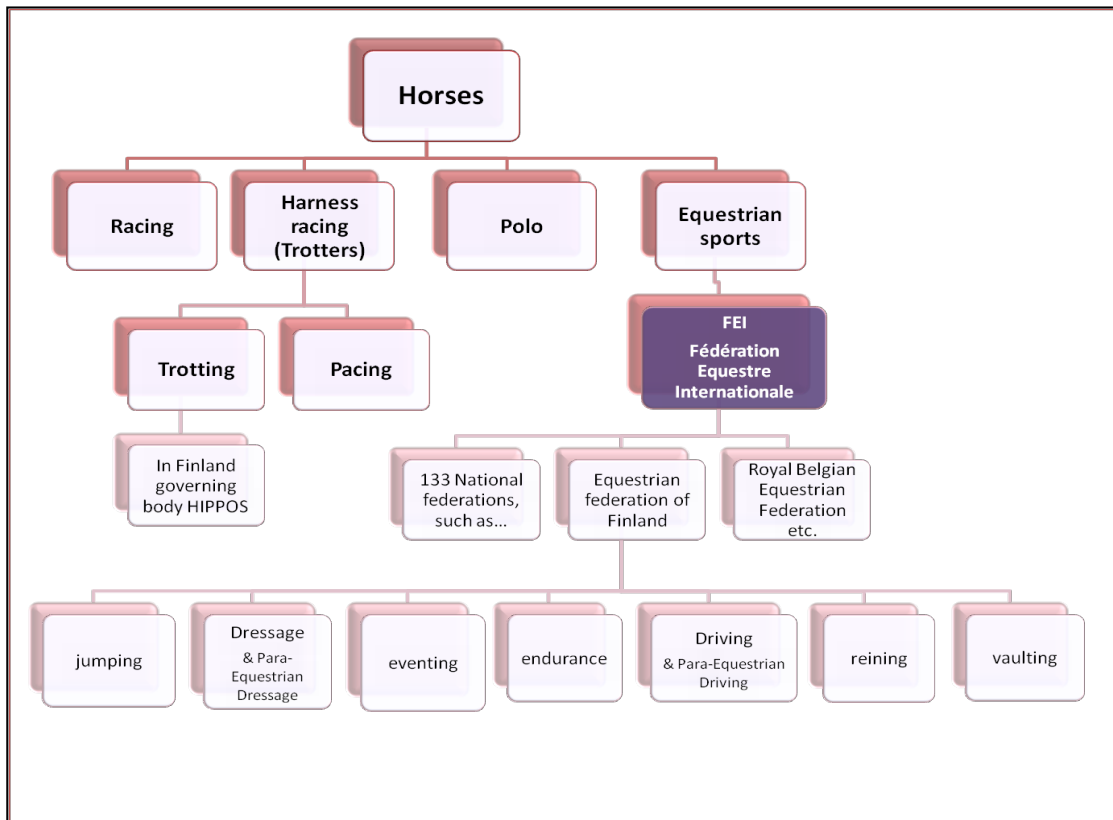 Horses
Racing
Harness
racing
(Trotters)
Polo
Equestrian
sports
FEI
Fédération
Equestre
Internationale
Trotting
Pacing
In Finland
governing
body HIPPOS
133 National
federations,
such as...
Equestrian
federation of
Finland
Royal Belgian
Equestrian
Federation
etc.
jumping
Dressage
& Para-
Equestrian
Dressage
eventing
endurance
Driving
& Para-Equestrian
Driving
reining
vaulting